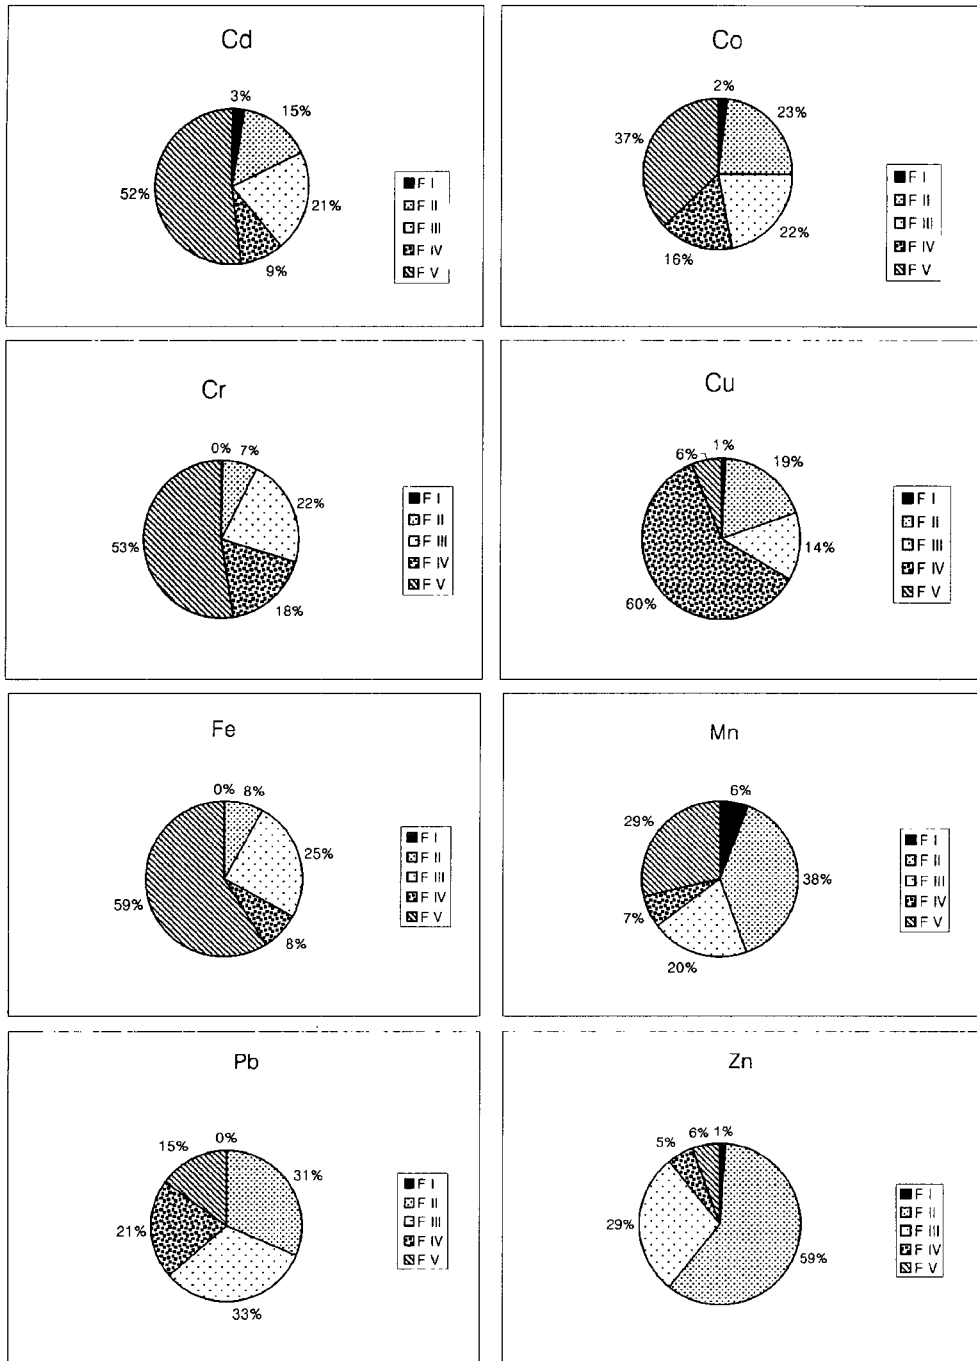 Cd
3%
15%
21%
9%
52%
F I
F II
F III
F IV
F V
Co
2%
23%
22%
16%
37%
F I
F II
F III
F IV
F V
Cr
0%
7%
22%
18%
53%
F I
F II
F III
F IV
F V
Cu
1%
19%
14%
60%
6%
F I
F II
F III
F IV
F V
Fe
0%
8%
25%
8%
59%
F I
F II
F III
F IV
F V
Mn
6%
38%
20%
7%
29%
F I
F II
F III
F IV
F V
Pb
0%
31%
33%
21%
15%
F I
F II
F III
F IV
F V
Zn
1%
59%
29%
5%
6%
F I
F II
F III
F IV
F V